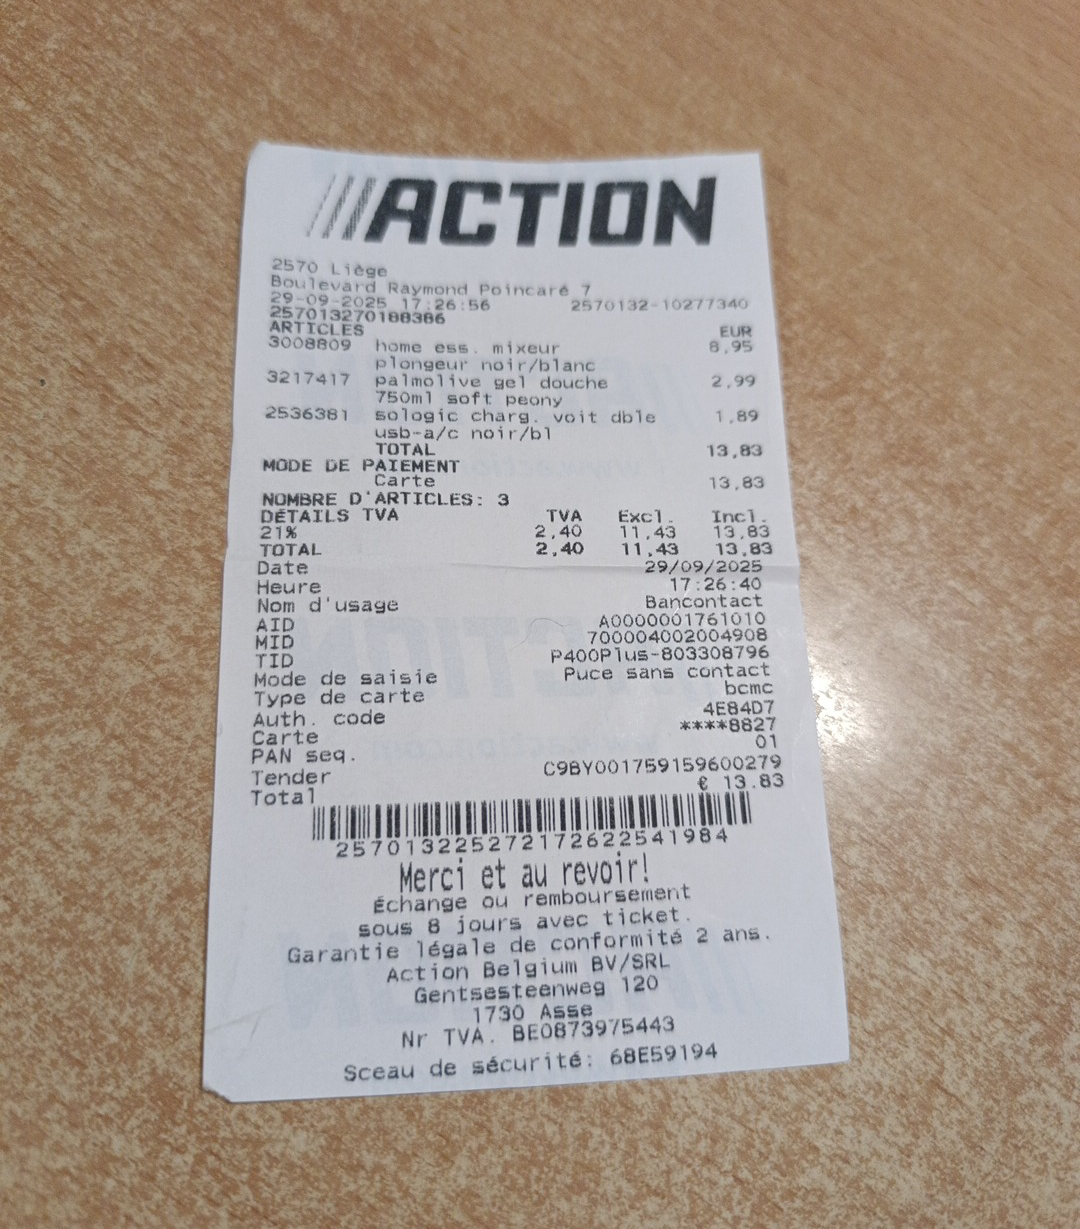 ///ACTION
2570 Liège
Boulevard Raymond Poincaré 7
29-09-2025 17:26:56 2570132-10277340
257013270188386
ARTICLES EUR
3008809 home ess. mixeur 8,95
plongeur noir/blanc
3217417 palmolive gel douche 2,99
750ml soft peony
2536381 sologic charg. voit dble 1,89
usb-a/c noir/bl
TOTAL 13,83
MODE DE PAIEMENT
Carte 13,83
NOMBRE D'ARTICLES: 3
DÉTAILS TVA TVA Excl. Incl.
21% 2,40 11,43 13,83
TOTAL 2,40 11,43 13,83
Date 29/09/2025
Heure 17:26:40
Nom d'usage Bancontact
AID A0000001761010
MID 700004002004908
TID P400Plus-803308796
Mode de saisie Puce sans contact
Type de carte bcmc
Auth. code 4E84D7
Carte ****8827
PAN seq. 01
Tender C9BY001759159600279
Total € 13.83
257013225272172622541984
Merci et au revoir!
Échange ou remboursement
sous 8 jours avec ticket.
Garantie légale de conformité 2 ans.
Action Belgium BV/SRL
Gentsesteenweg 120
1730 Asse
Nr TVA. BE0873975443
Sceau de sécurité: 68E59194